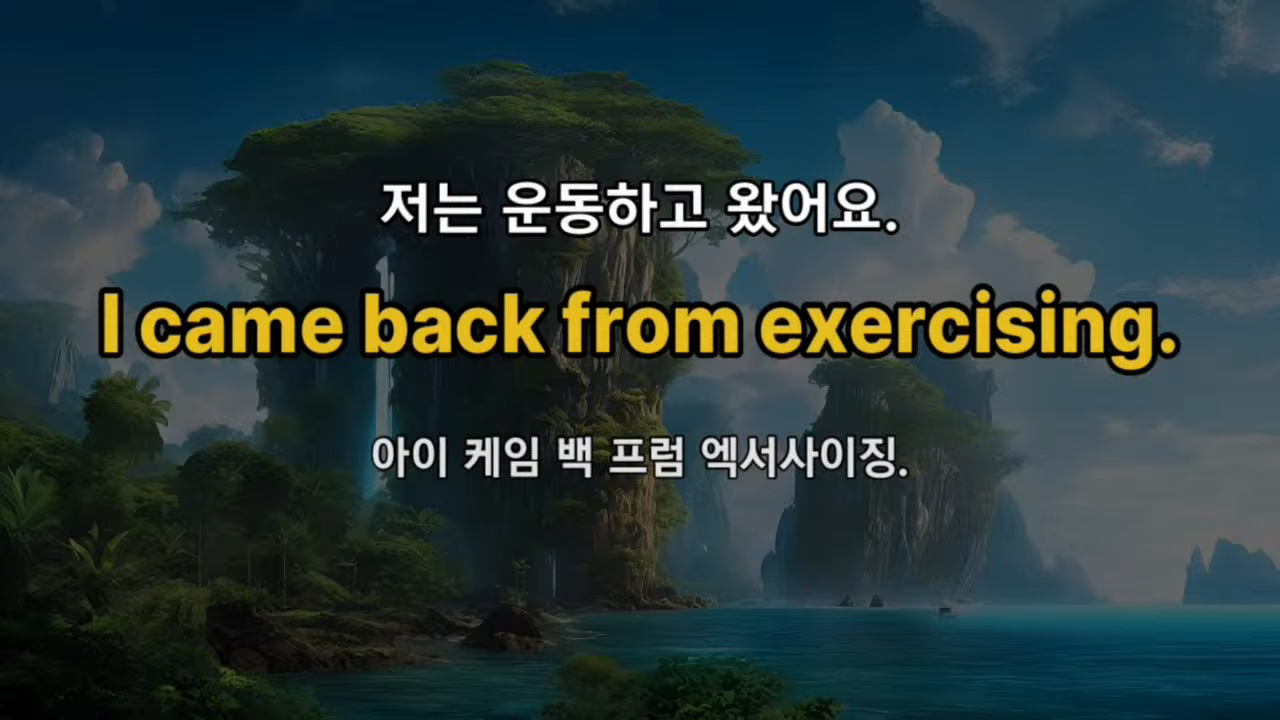 저는 운동하고 왔어요.
I came back from exercising.
아이 케임 백 프럼 엑서사이징.